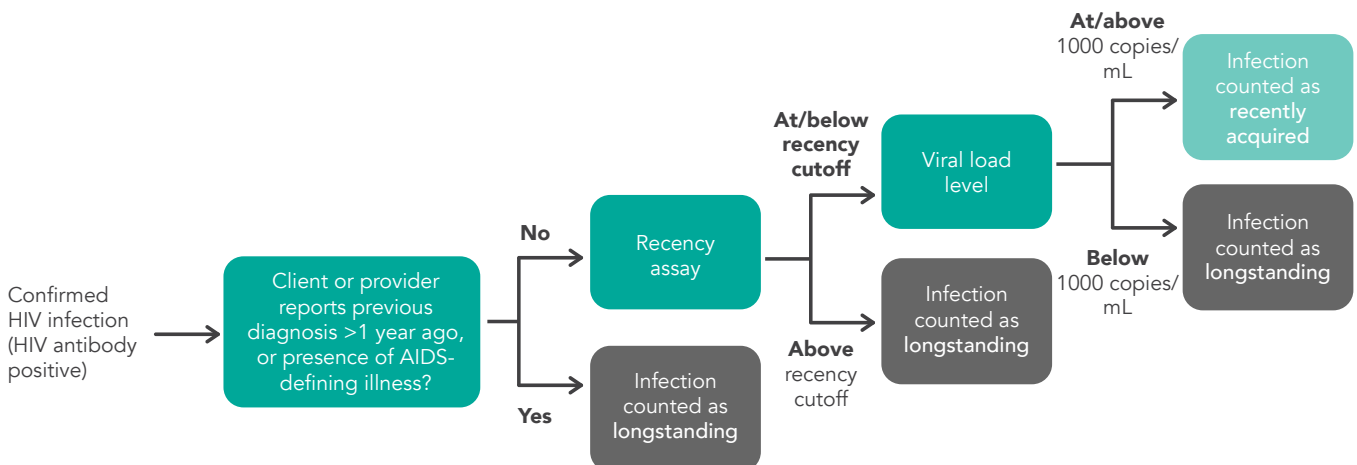 Confirmed
HIV infection
(HIV antibody
positive)
Client or provider
reports previous
diagnosis >1 year ago,
or presence of AIDS-
defining illness?
No
Yes
Recency
assay
Infection
counted as
longstanding
At/below
recency
cutoff
Above
recency
cutoff
Viral load
level
Infection
counted as
longstanding
At/above
1000 copies/
mL
Below
1000 copies/
mL
Infection
counted as
recently
acquired
Infection
counted as
longstanding